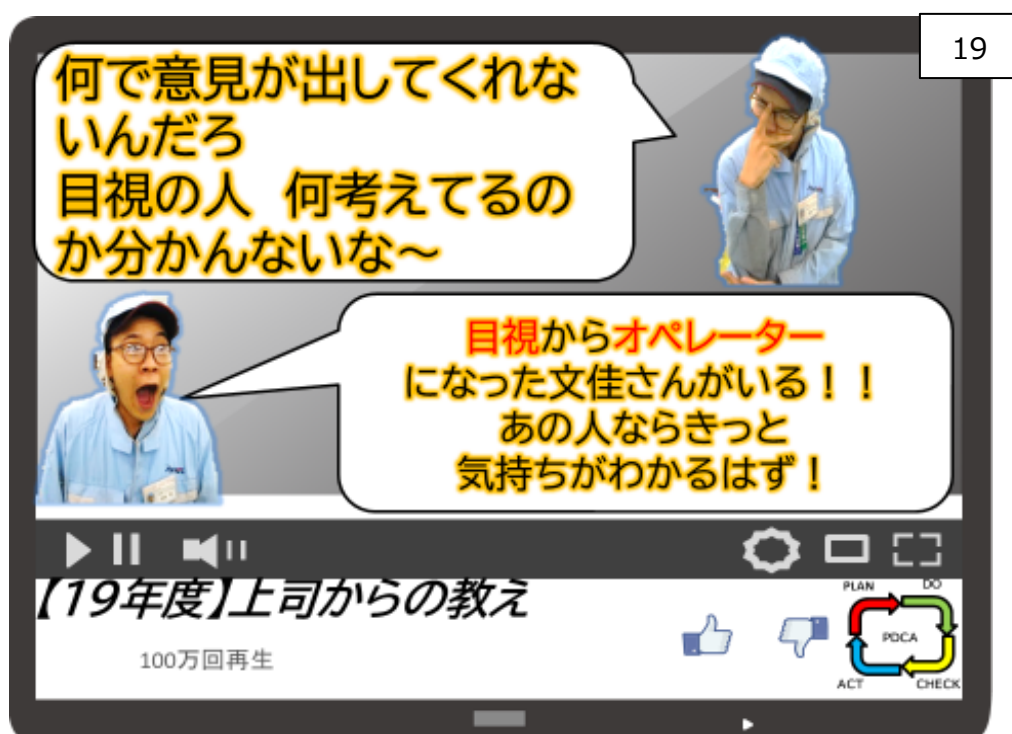 19
何で意見が出してくれな
いんだろ
目視の人 何考えてるの
か分かんないな～
目視からオペレーター
になった文佳さんがいる！！
あの人ならきっと
気持ちがわかるはず！
【19年度】上司からの教え
100万回再生
PLAN
DO
PDCA
ACT
CHECK